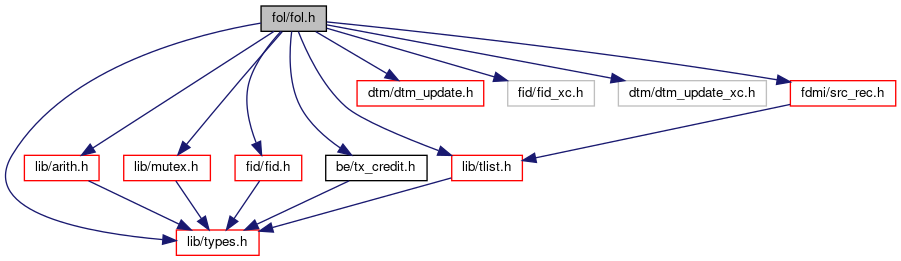 fol/fol.h
dtm/dtm_update.h
fid/fid_xc.h
dtm/dtm_update_xc.h
fdmi/src_rec.h
lib/arith.h
lib/mutex.h
fid/fid.h
be/tx_credit.h
lib/tlist.h
lib/types.h